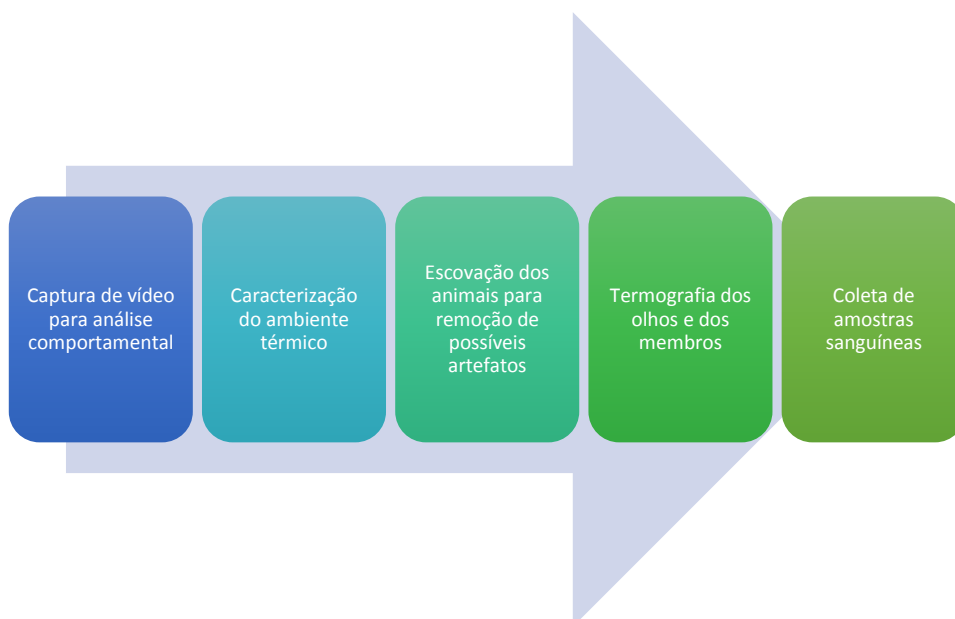 Captura de vídeo
para análise
comportamental
Caracterização
do ambiente
térmico
Escovação dos
animais para
remoção de
possíveis
artefatos
Termografia dos
olhos e dos
membros
Coleta de
amostras
sanguíneas